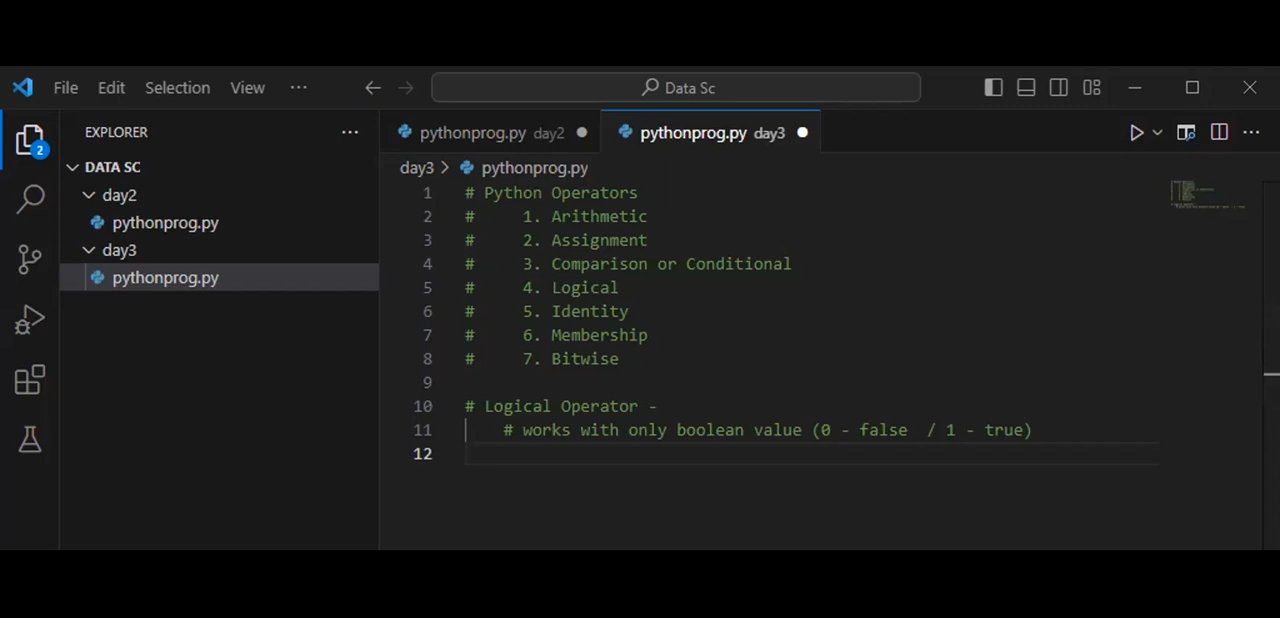 File Edit Selection View ··· Data Sc
EXPLORER ···
DATA SC
day2
pythonprog.py
day3
pythonprog.py
2
pythonprog.py day2
pythonprog.py day3
day3 > pythonprog.py
1 # Python Operators
2 #     1. Arithmetic
3 #     2. Assignment
4 #     3. Comparison or Conditional
5 #     4. Logical
6 #     5. Identity
7 #     6. Membership
8 #     7. Bitwise
9
10 # Logical Operator -
11     # works with only boolean value (0 - false  / 1 - true)
12